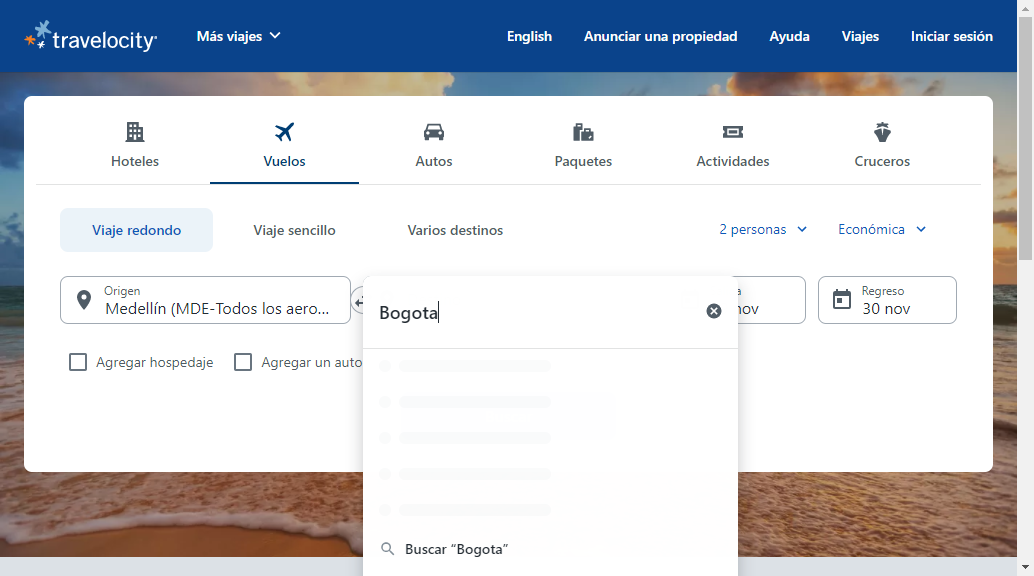 travelocity
Más viajes
English
Anunciar una propiedad
Ayuda
Viajes
Iniciar sesión
Hoteles
Vuelos
Autos
Paquetes
Actividades
Cruceros
Viaje redondo
Viaje sencillo
Varios destinos
2 personas
Económica
Origen
Medellín (MDE-Todos los aero...
Bogota
a
nov
Regreso
30 nov
Agregar hospedaje
Agregar un auto
Buscar “Bogota”